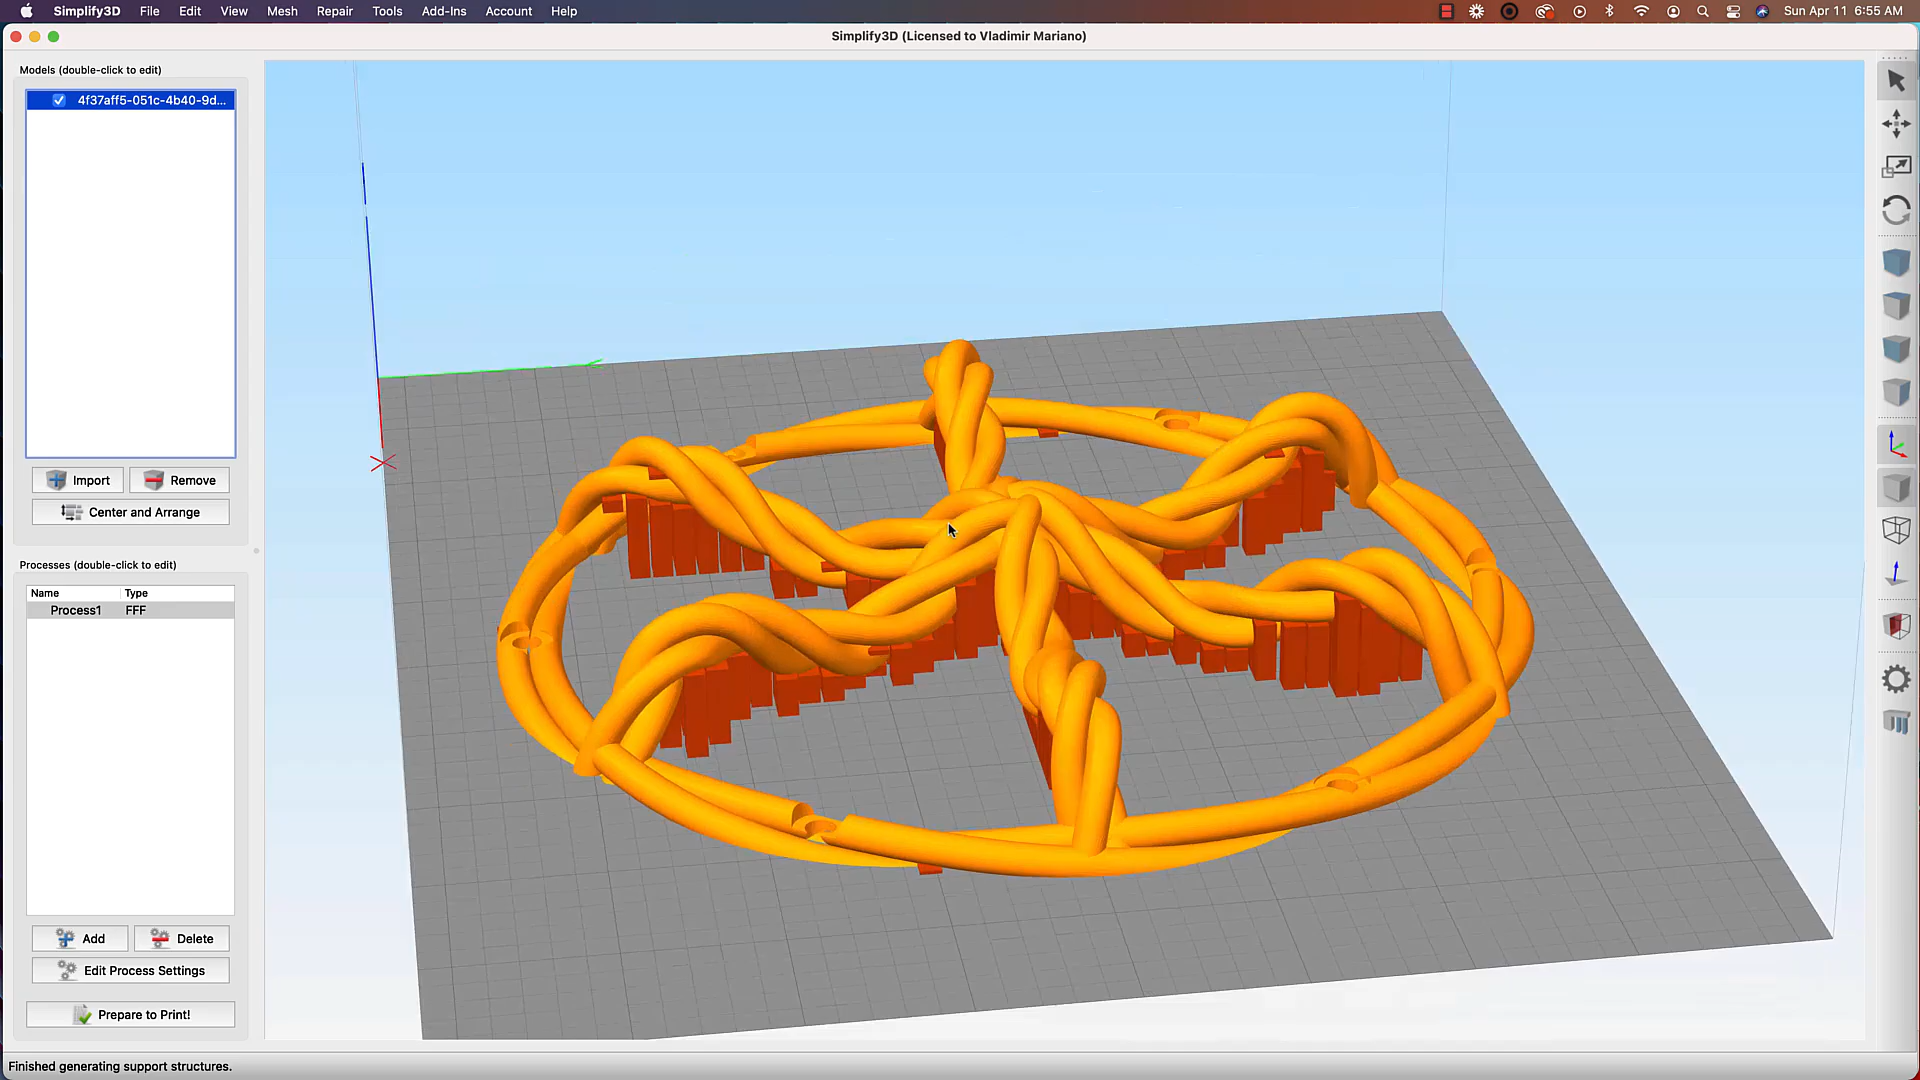 Simplify3D File Edit View Mesh Repair Tools Add-Ins Account Help Sun Apr 11 6:55 AM
Simplify3D (Licensed to Vladimir Mariano)
Models (double-click to edit)
4f37aff5-051c-4b40-9d...
Import Remove
Center and Arrange
Processes (double-click to edit)
Name Type
Process1 FFF
Add Delete
Edit Process Settings
Prepare to Print!
Finished generating support structures.